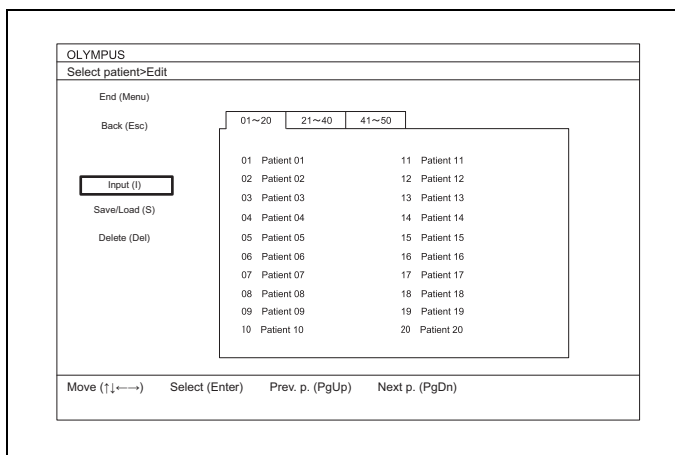 OLYMPUS
Select patient>Edit
End (Menu)
Back (Esc)
Input (I)
Save/Load (S)
Delete (Del)
01~20 21~40 41~50
01 Patient 01 11 Patient 11
02 Patient 02 12 Patient 12
03 Patient 03 13 Patient 13
04 Patient 04 14 Patient 14
05 Patient 05 15 Patient 15
06 Patient 06 16 Patient 16
07 Patient 07 17 Patient 17
08 Patient 08 18 Patient 18
09 Patient 09 19 Patient 19
10 Patient 10 20 Patient 20
Move (↑↓←→) Select (Enter) Prev. p. (PgUp) Next p. (PgDn)